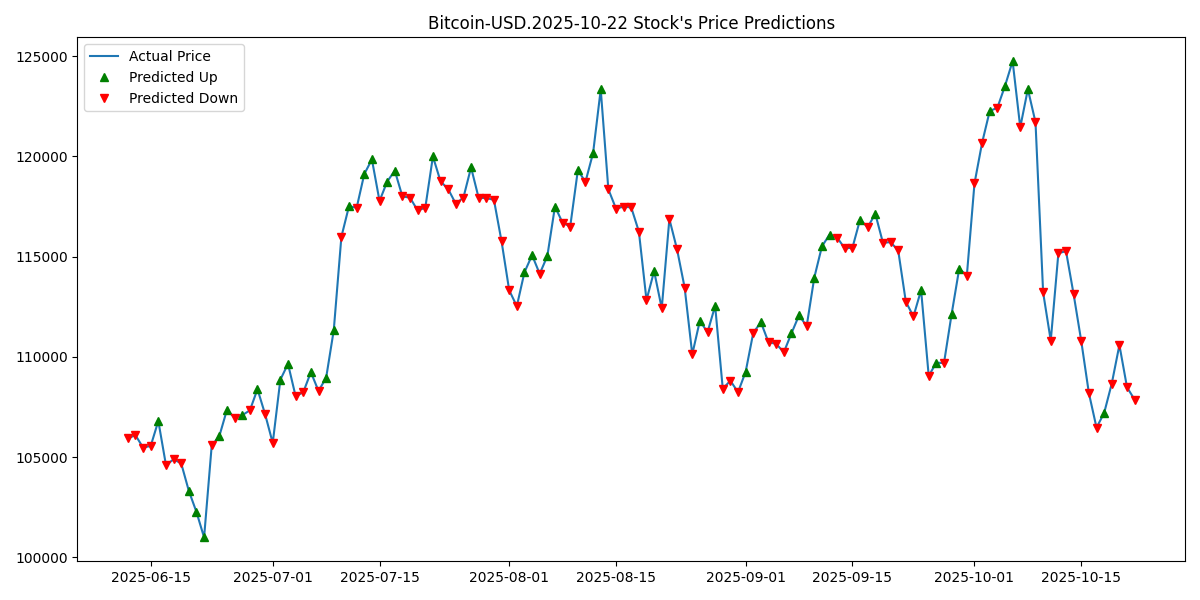 Bitcoin-USD.2025-10-22 Stock's Price Predictions
Actual Price
Predicted Up
Predicted Down
125000
120000
115000
110000
105000
100000
2025-06-15 2025-07-01 2025-07-15 2025-08-01 2025-08-15 2025-09-01 2025-09-15 2025-10-01 2025-10-15